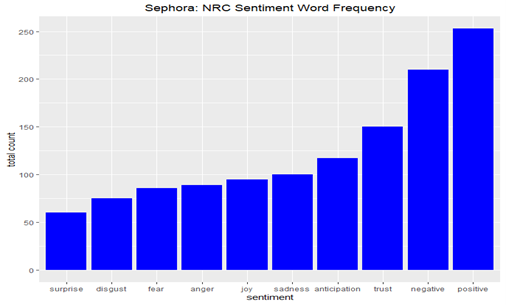 Sephora: NRC Sentiment Word Frequency
250
200
150
100
50
0
total count
surprise disgust fear anger joy sadness anticipation trust negative positive
sentiment